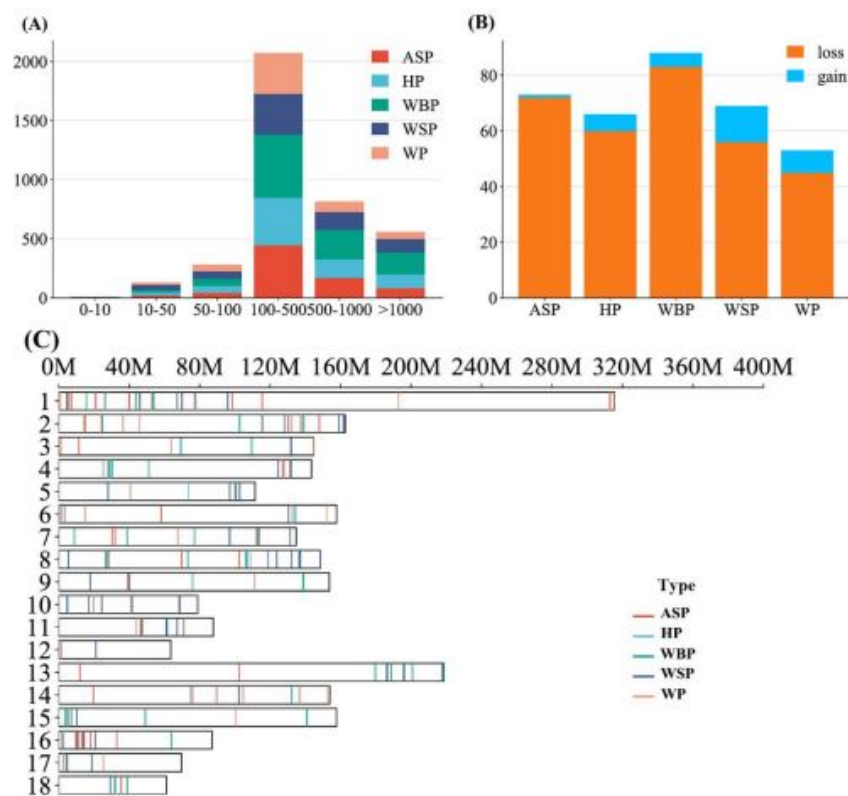 (A)
2000
1500
1000
500
0
0-10 10-50 50-100 100-500 500-1000 >1000
ASP
HP
WBP
WSP
WP
(B)
80
60
40
20
0
ASP HP WBP WSP WP
loss
gain
(C)
0M 40M 80M 120M 160M 200M 240M 280M 320M 360M 400M
1
2
3
4
5
6
7
8
9
10
11
12
13
14
15
16
17
18
Type
ASP
HP
WBP
WSP
WP